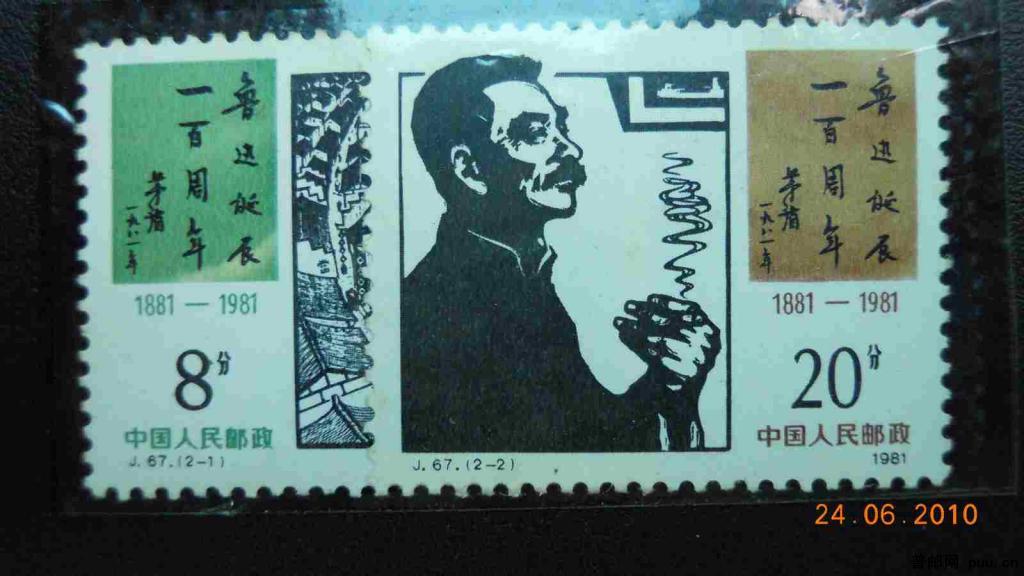 鲁迅诞辰
一百周年
茅盾
一九八一年
1881 — 1981
8分
中国人民邮政
J.67.(2-1)
J.67.(2-2)
鲁迅诞辰
一百周年
茅盾
一九八一年
1881 — 1981
20分
中国人民邮政
1981
24.06.2010
普邮网 puu.cn